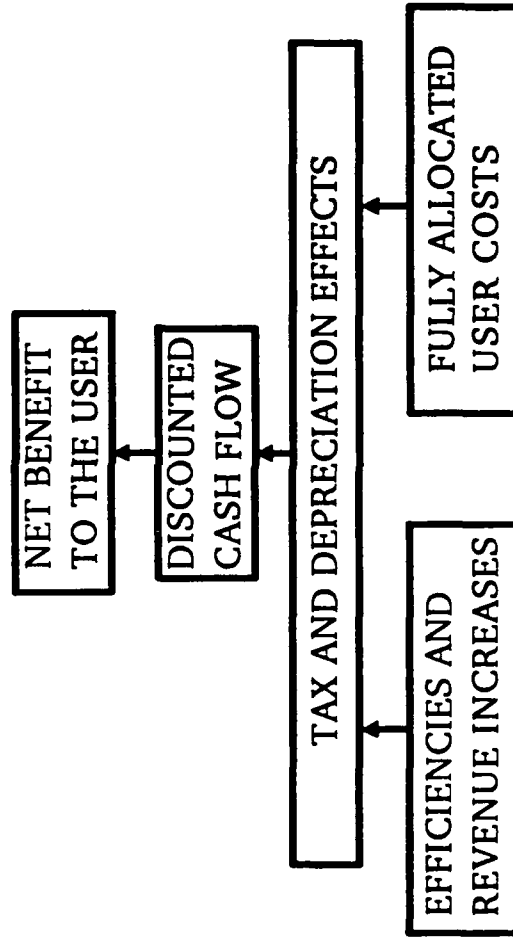 NET BENEFIT
TO THE USER
DISCOUNTED
CASH FLOW
TAX AND DEPRECIATION EFFECTS
EFFICIENCIES AND
REVENUE INCREASES
FULLY ALLOCATED
USER COSTS